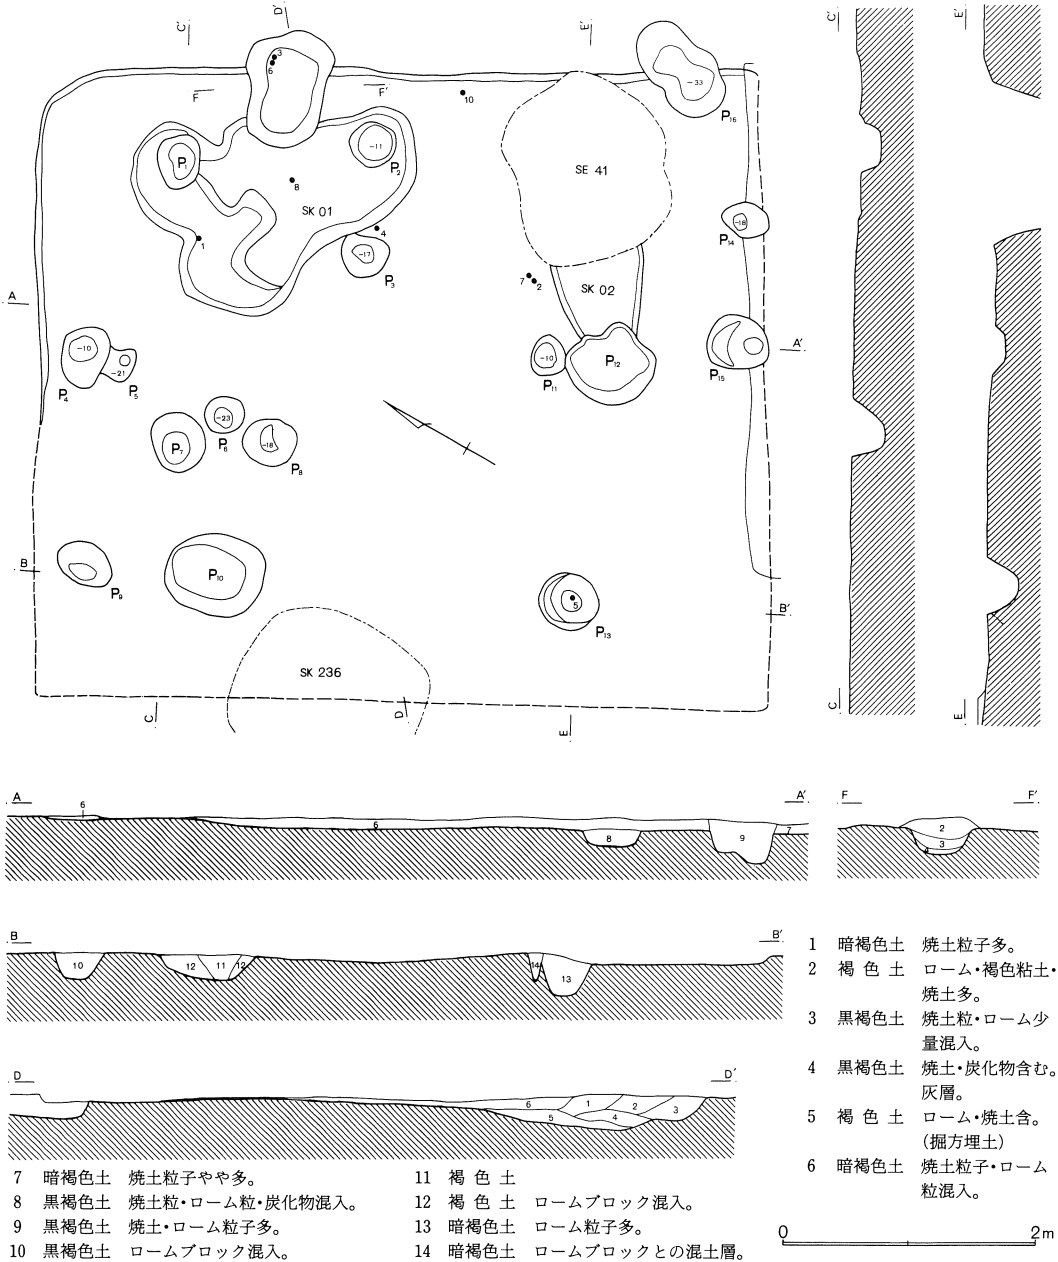 C' D' E' C' E'
3
6
F F' 10 -33
P16
P1 -11 P2 SE 41
8
SK 01
1 4 -18
P14
-17
P3 7 2
SK 02
A A'
-10 -21 -10 P12 P15
P4 P5 P11
-23
P7 P6 -18
P8
B
P10
P9 5 B'
P13
SK 236
C D E C E
A 6 A' F F'
6 7 2
8 9 3
4
B B'
10 12 11 12 14 13
D D'
6 1 2 3
5 4
1 暗褐色土 焼土粒子多。
2 褐色土 ローム・褐色粘土・
焼土多。
3 黒褐色土 焼土粒・ローム少
量混入。
4 黒褐色土 焼土・炭化物含む。
灰層。
5 褐色土 ローム・焼土含。
(掘方埋土)
6 暗褐色土 焼土粒子・ローム
粒混入。
7 暗褐色土 焼土粒子やや多。
8 黒褐色土 焼土粒・ローム粒・炭化物混入。
9 黒褐色土 焼土・ローム粒子多。
10 黒褐色土 ロームブロック混入。
11 褐色土
12 褐色土 ロームブロック混入。
13 暗褐色土 ローム粒子多。
14 暗褐色土 ロームブロックとの混土層。
0 2m